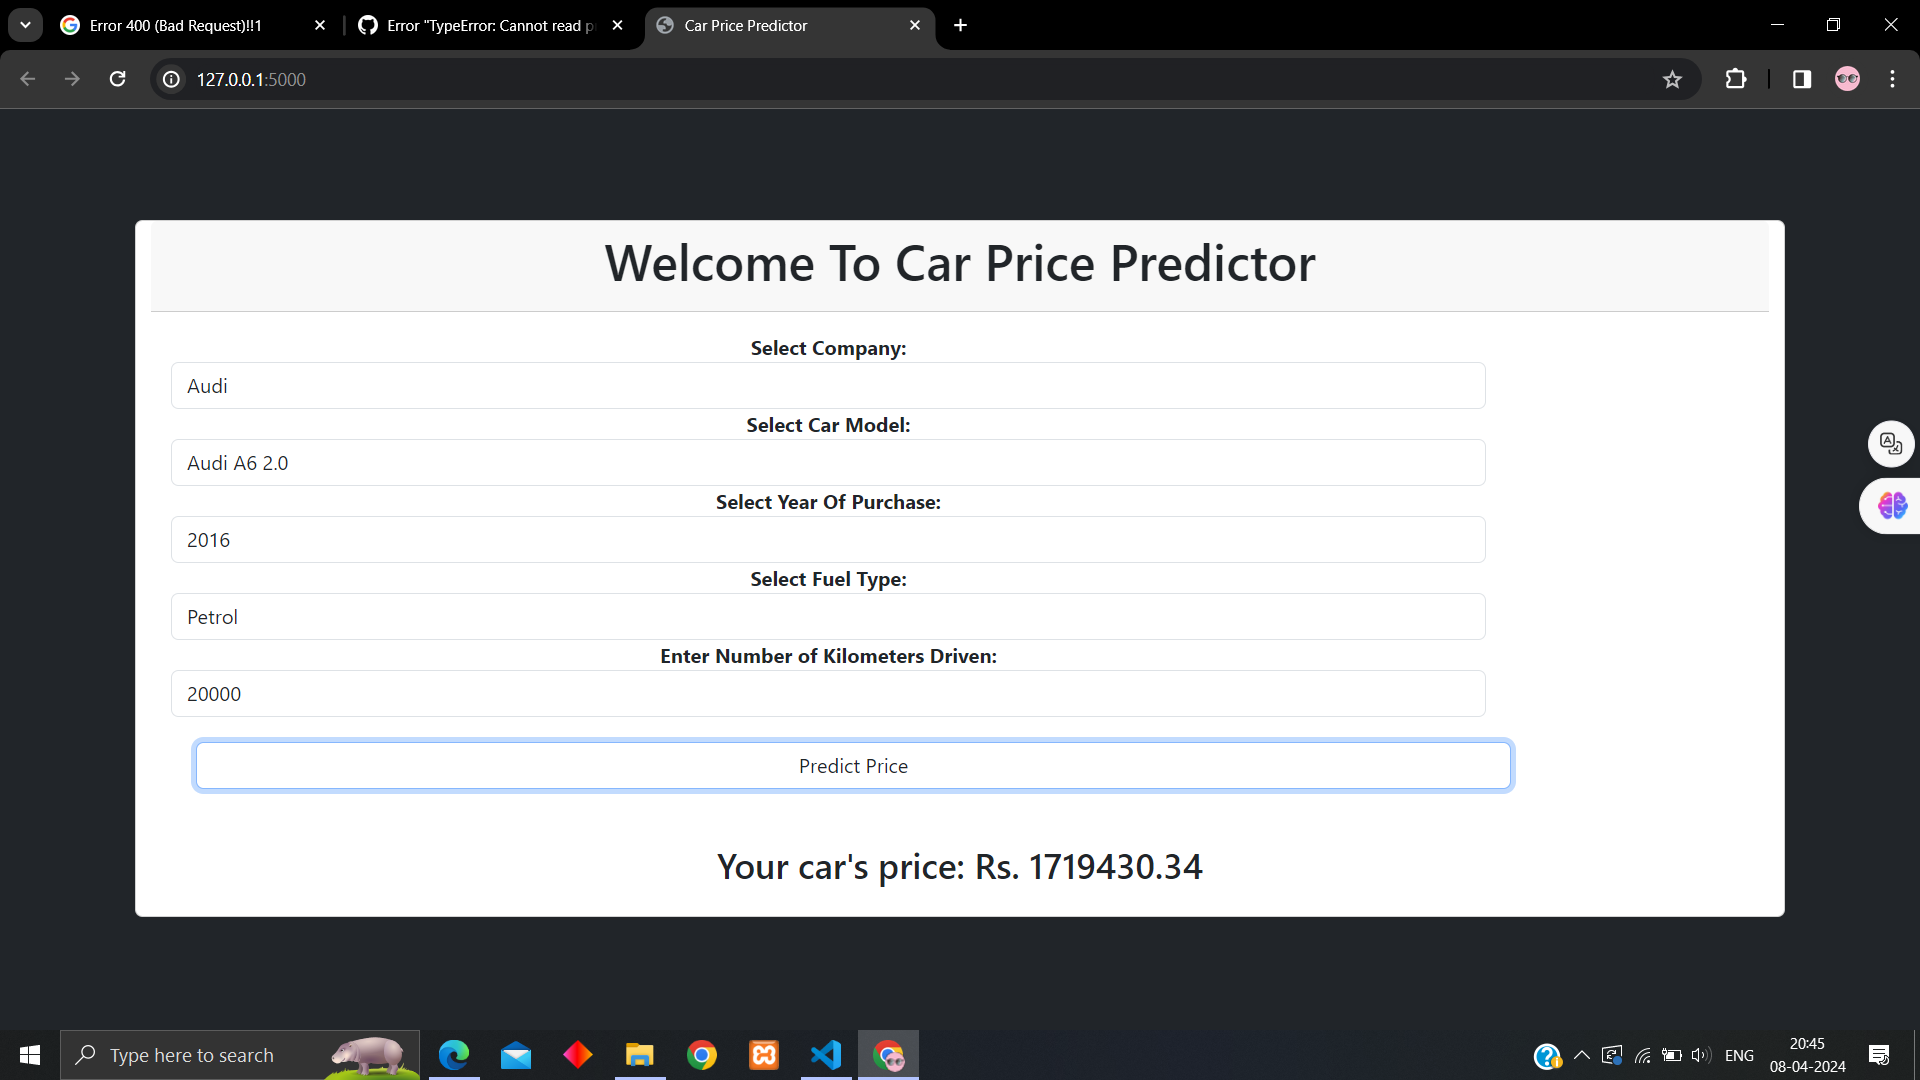 Error 400 (Bad Request)!!1
Error "TypeError: Cannot read p
Car Price Predictor
127.0.0.1:5000
Welcome To Car Price Predictor
Select Company:
Audi
Select Car Model:
Audi A6 2.0
Select Year Of Purchase:
2016
Select Fuel Type:
Petrol
Enter Number of Kilometers Driven:
20000
Predict Price
Your car's price: Rs. 1719430.34
Type here to search
ENG
20:45
08-04-2024